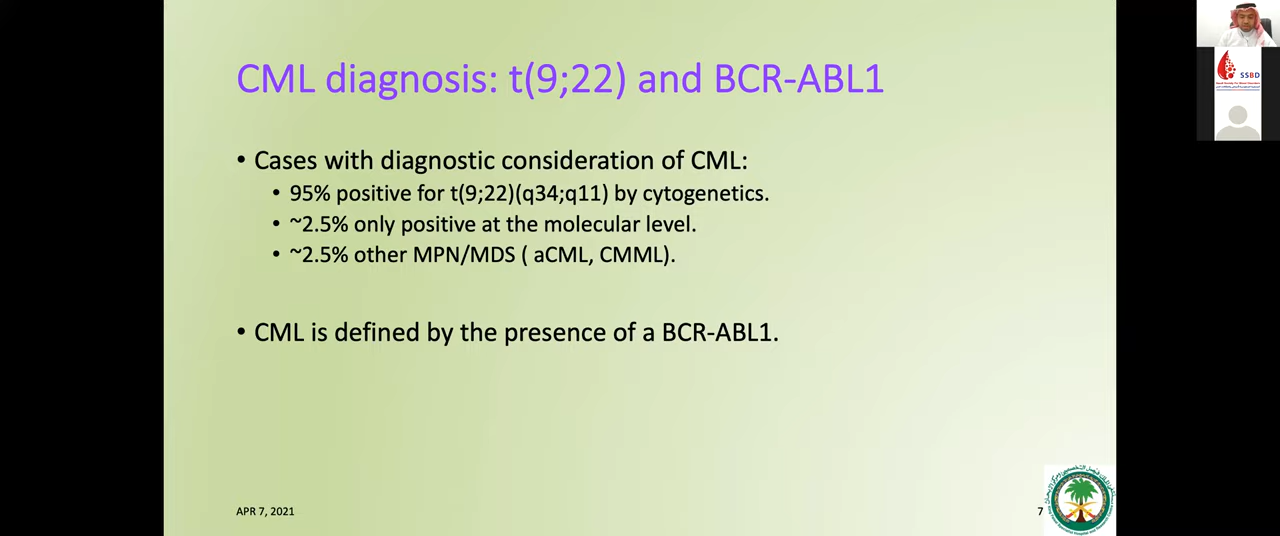 CML diagnosis: t(9;22) and BCR-ABL1
• Cases with diagnostic consideration of CML:
• 95% positive for t(9;22)(q34;q11) by cytogenetics.
• ~2.5% only positive at the molecular level.
• ~2.5% other MPN/MDS ( aCML, CMML).
• CML is defined by the presence of a BCR-ABL1.
APR 7, 2021
7
SSBD